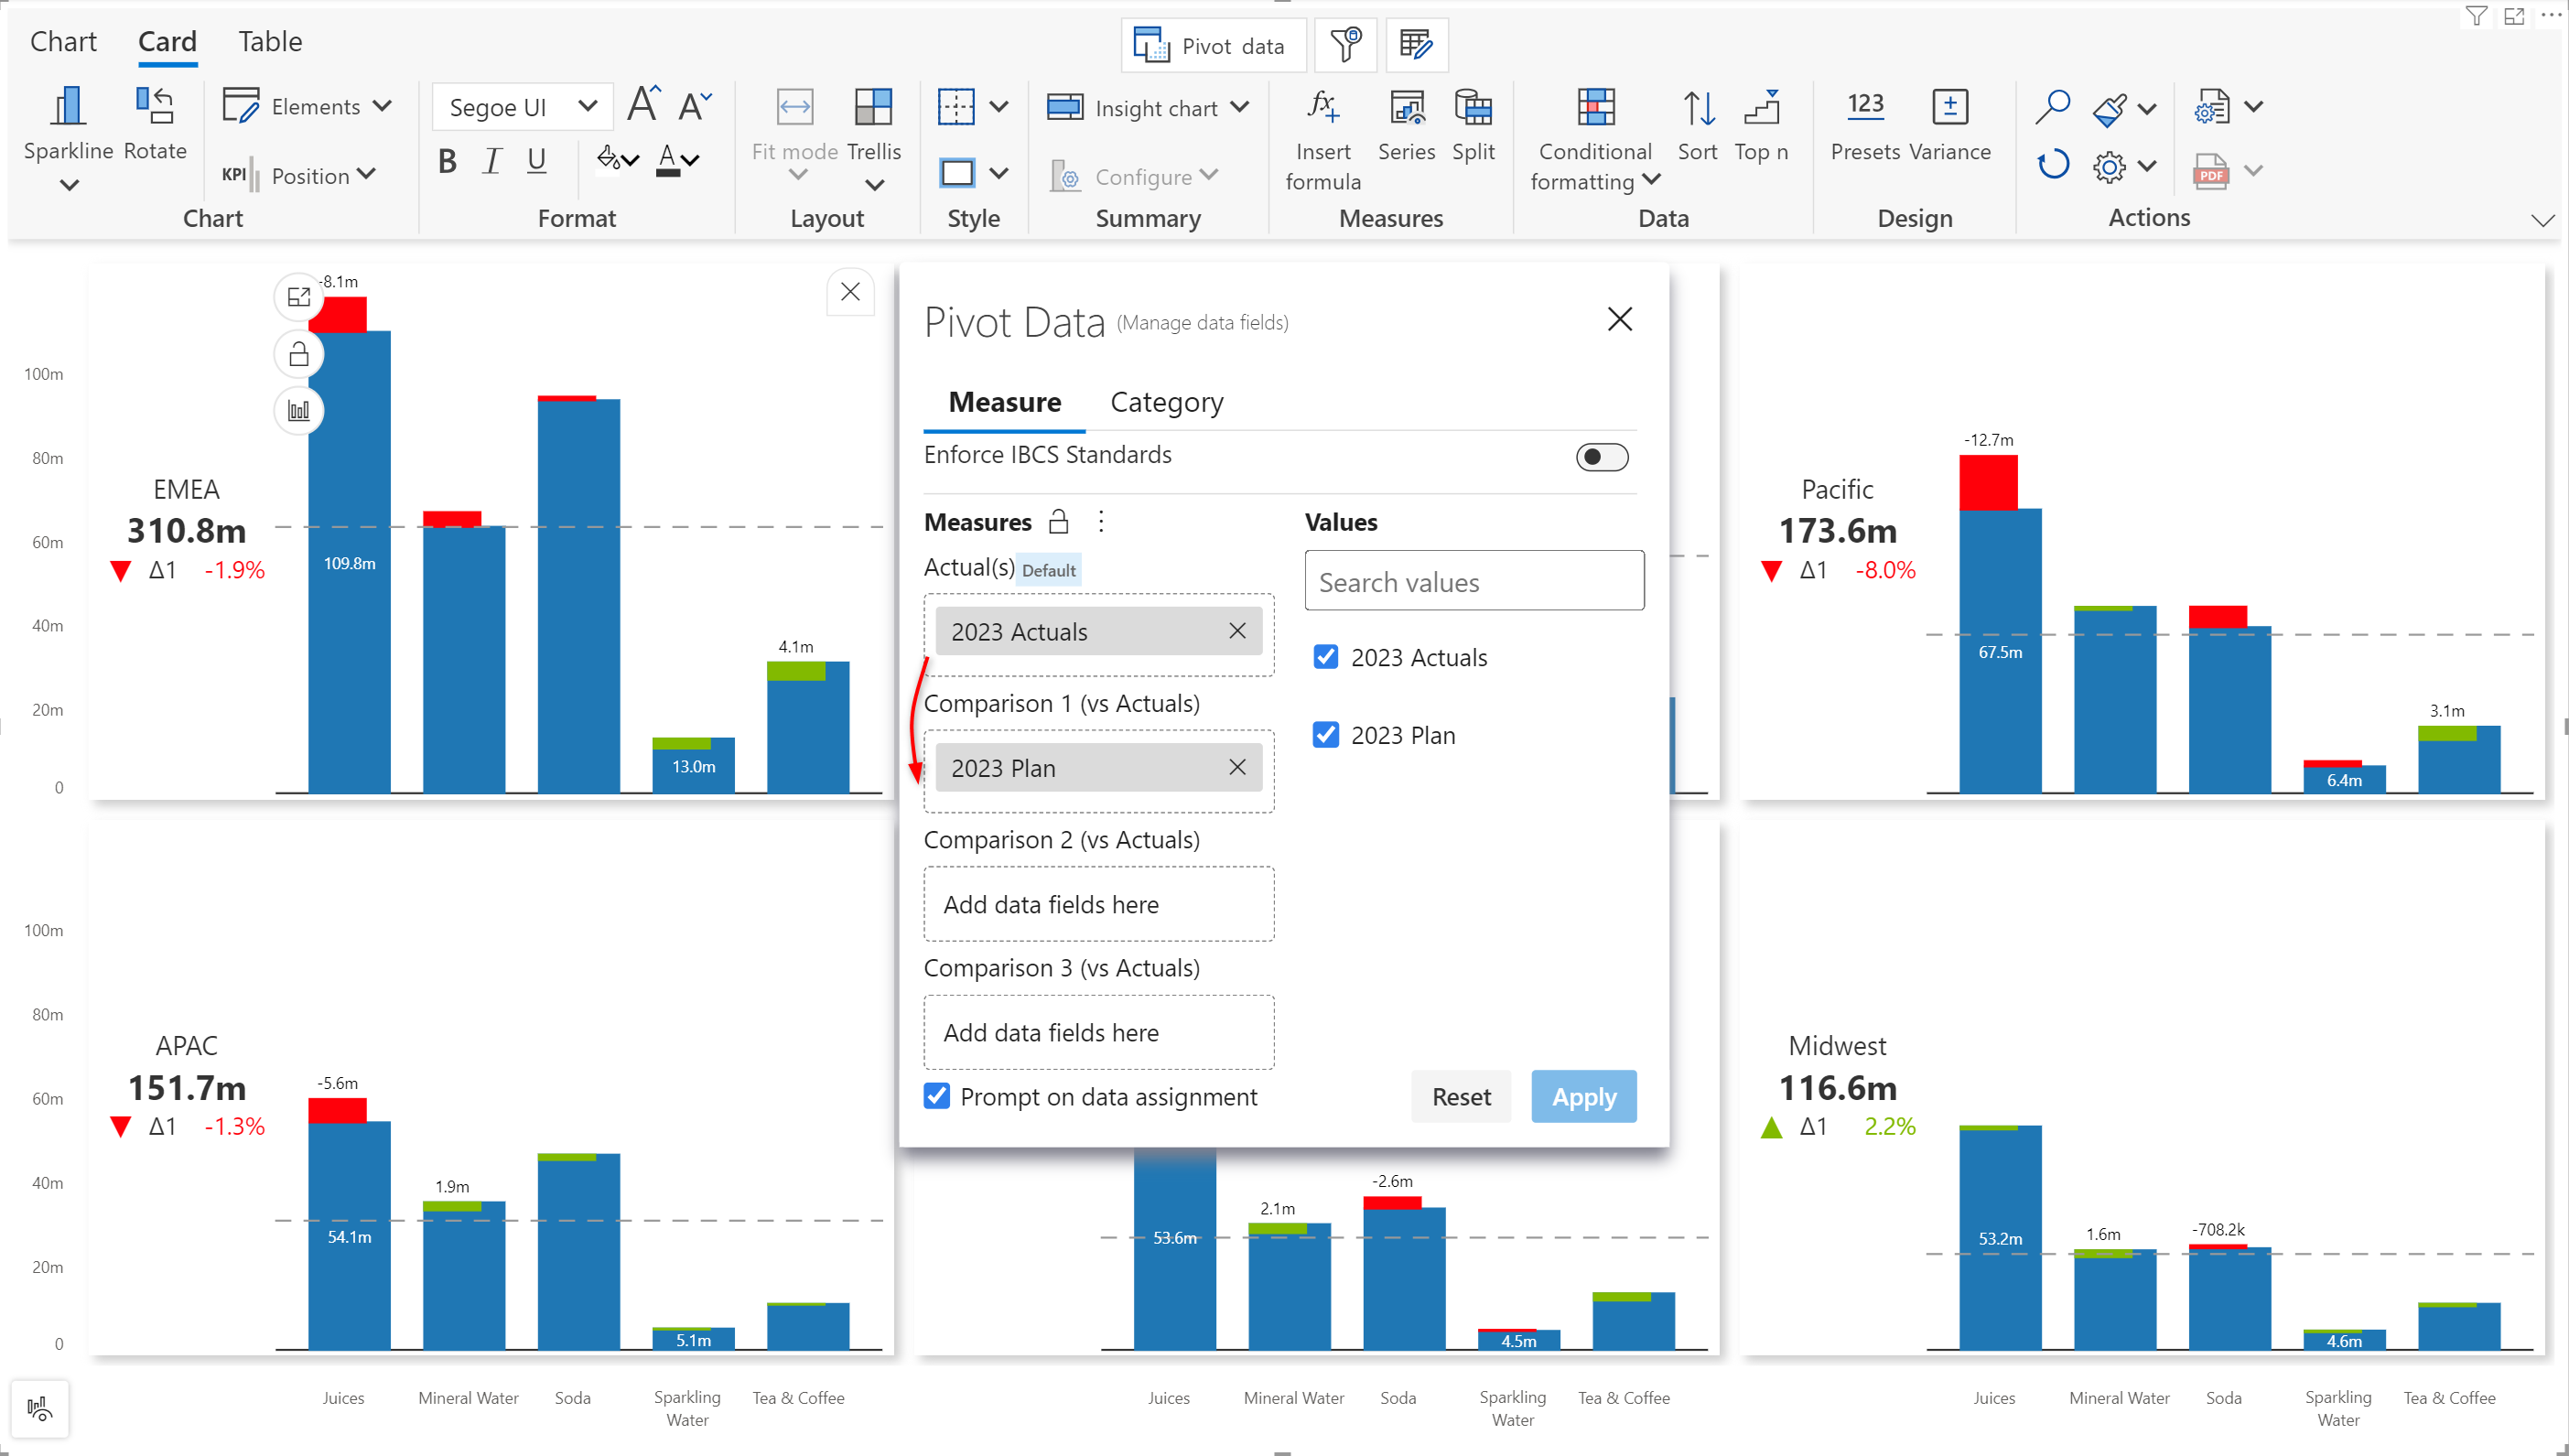 Chart Card Table
Pivot data
Sparkline Rotate
Elements
KPI Position
Chart
Segoe UI A A
B I U A
Format
Fit mode Trellis
Layout
Style
Insight chart
Configure
Summary
fx
Insert formula Series Split
Measures
Conditional formatting Sort Top n
Data
123
Presets Variance
Design
PDF
Actions
-8.1m
100m
80m
60m
40m
20m
0
EMEA
310.8m
Δ1 -1.9%
109.8m
13.0m
4.1m
Pivot Data (Manage data fields)
Measure Category
Enforce IBCS Standards
Measures
Actual(s) Default
2023 Actuals
Comparison 1 (vs Actuals)
2023 Plan
Comparison 2 (vs Actuals)
Add data fields here
Comparison 3 (vs Actuals)
Add data fields here
Prompt on data assignment
Values
Search values
2023 Actuals
2023 Plan
Reset Apply
Pacific
173.6m
Δ1 -8.0%
-12.7m
67.5m
6.4m
3.1m
100m
80m
60m
40m
20m
0
APAC
151.7m
Δ1 -1.3%
-5.6m
54.1m
1.9m
5.1m
53.6m
2.1m
-2.6m
4.5m
Midwest
116.6m
Δ1 2.2%
53.2m
1.6m
-708.2k
4.6m
Juices Mineral Water Soda Sparkling Water Tea & Coffee
Juices Mineral Water Soda Sparkling Water Tea & Coffee
Juices Mineral Water Soda Sparkling Water Tea & Coffee